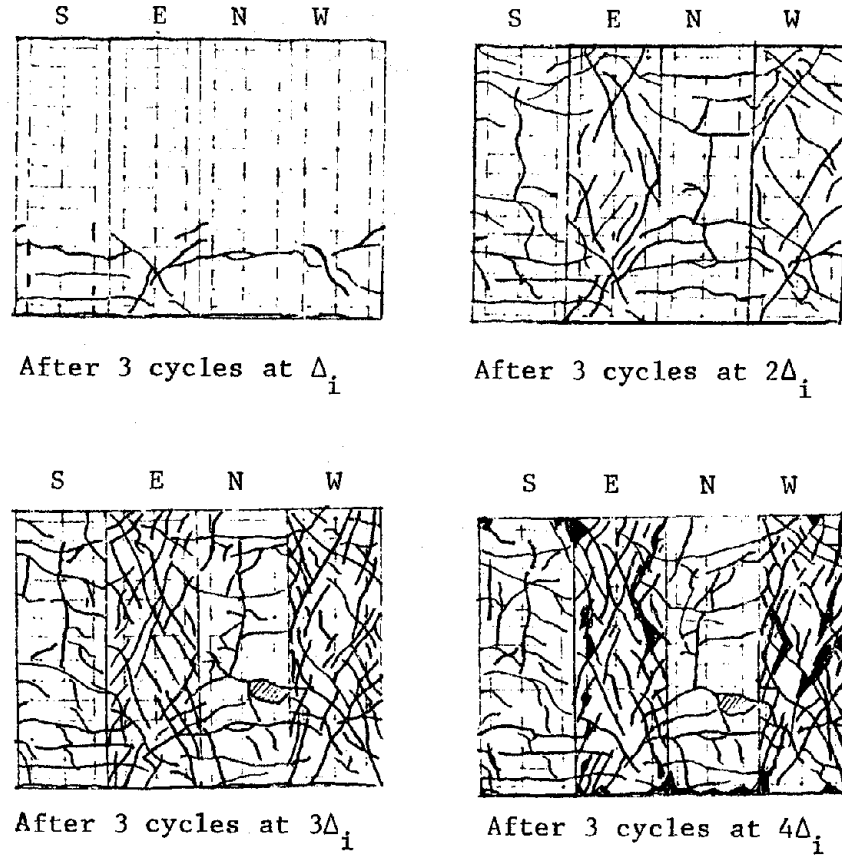 S E N W
S E N W
After 3 cycles at Δi
After 3 cycles at 2Δi
S E N W
S E N W
After 3 cycles at 3Δi
After 3 cycles at 4Δi